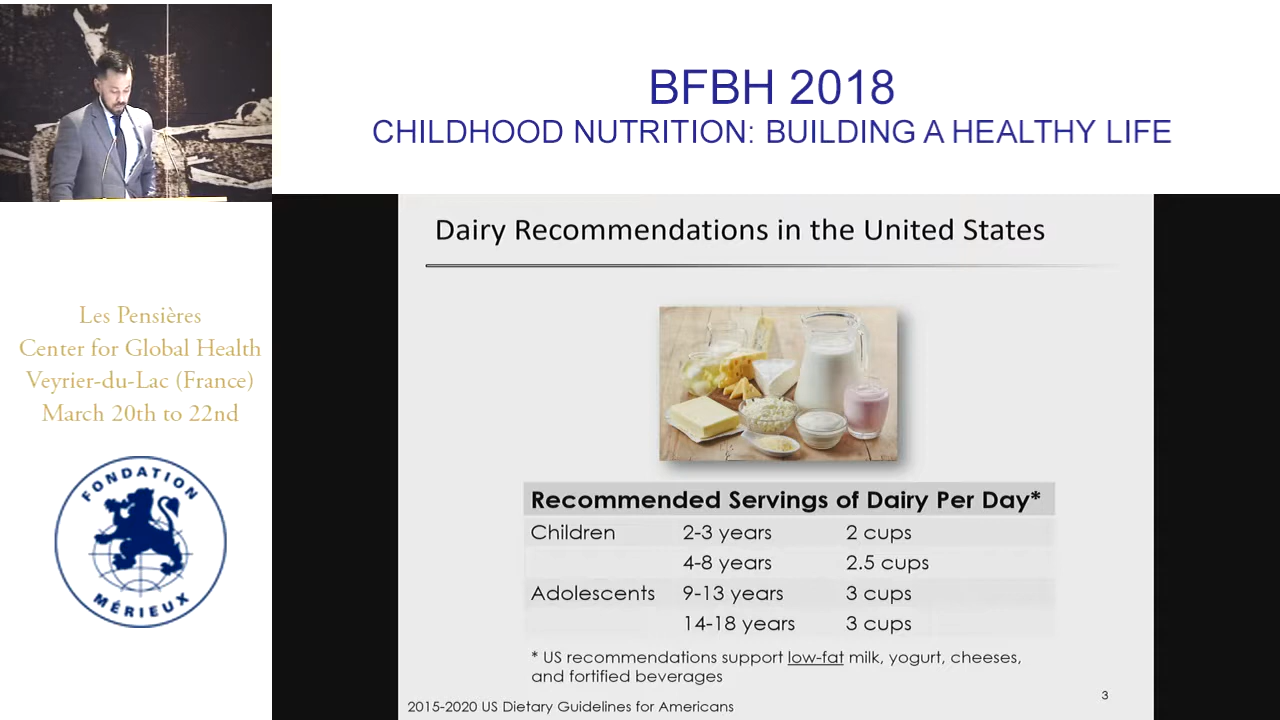 BFBH 2018
CHILDHOOD NUTRITION: BUILDING A HEALTHY LIFE
Les Pensières
Center for Global Health
Veyrier-du-Lac (France)
March 20th to 22nd
FONDATION
MÉRIEUX
Dairy Recommendations in the United States
Recommended Servings of Dairy Per Day*
Children 2-3 years 2 cups
4-8 years 2.5 cups
Adolescents 9-13 years 3 cups
14-18 years 3 cups
* US recommendations support low-fat milk, yogurt, cheeses,
and fortified beverages
3
2015-2020 US Dietary Guidelines for Americans